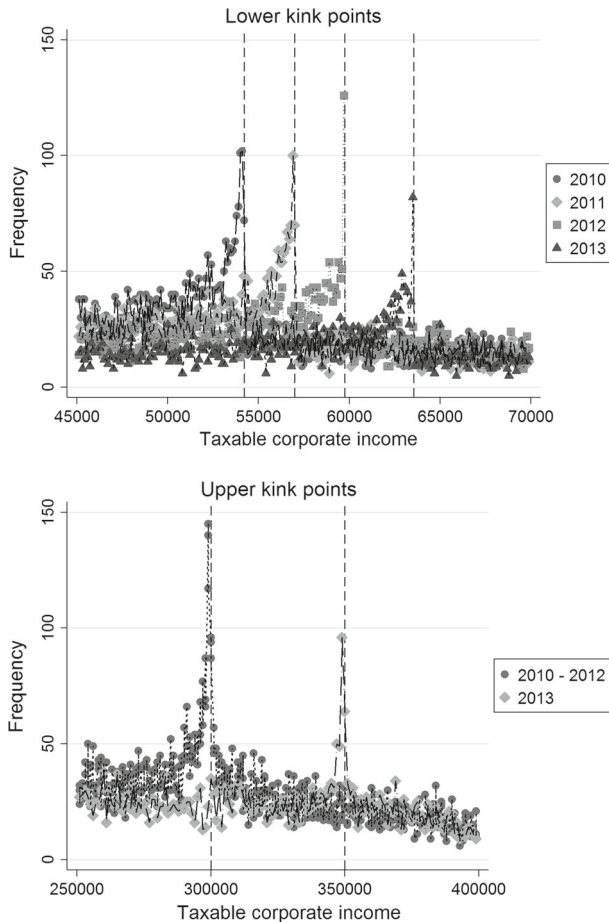 Lower kink points
150
100
50
0
Frequency
45000 50000 55000 60000 65000 70000
Taxable corporate income
2010
2011
2012
2013
Upper kink points
150
100
50
0
Frequency
250000 300000 350000 400000
Taxable corporate income
2010 - 2012
2013